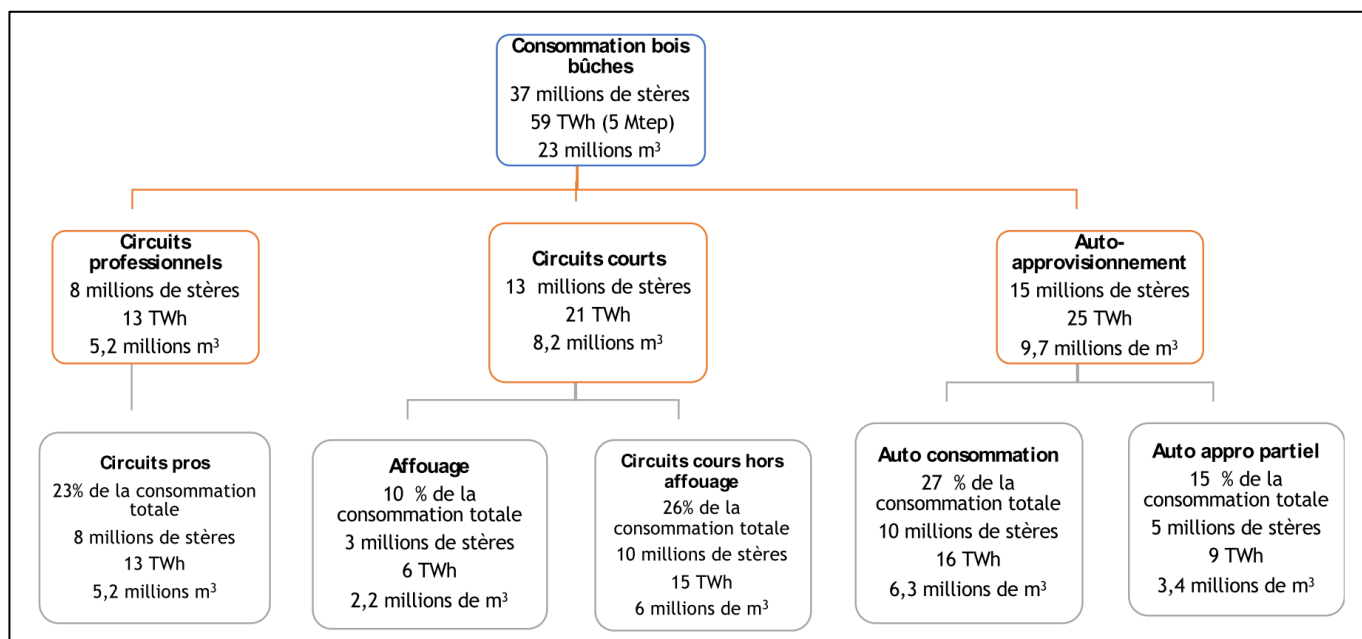 Consommation bois
bûches
37 millions de stères
59 TWh (5 Mtep)
23 millions m³
Circuits
professionnels
8 millions de stères
13 TWh
5,2 millions m³
Circuits courts
13 millions de stères
21 TWh
8,2 millions m³
Auto-
approvisionnement
15 millions de stères
25 TWh
9,7 millions de m³
Circuits pros
23% de la consommation
totale
8 millions de stères
13 TWh
5,2 millions m³
Affouage
10 % de la
consommation totale
3 millions de stères
6 TWh
2,2 millions de m³
Circuits cours hors
affouage
26% de la
consommation totale
10 millions de stères
15 TWh
6 millions de m³
Auto consommation
27 % de la
consommation totale
10 millions de stères
16 TWh
6,3 millions de m³
Auto appro partiel
15 % de la
consommation totale
5 millions de stères
9 TWh
3,4 millions de m³